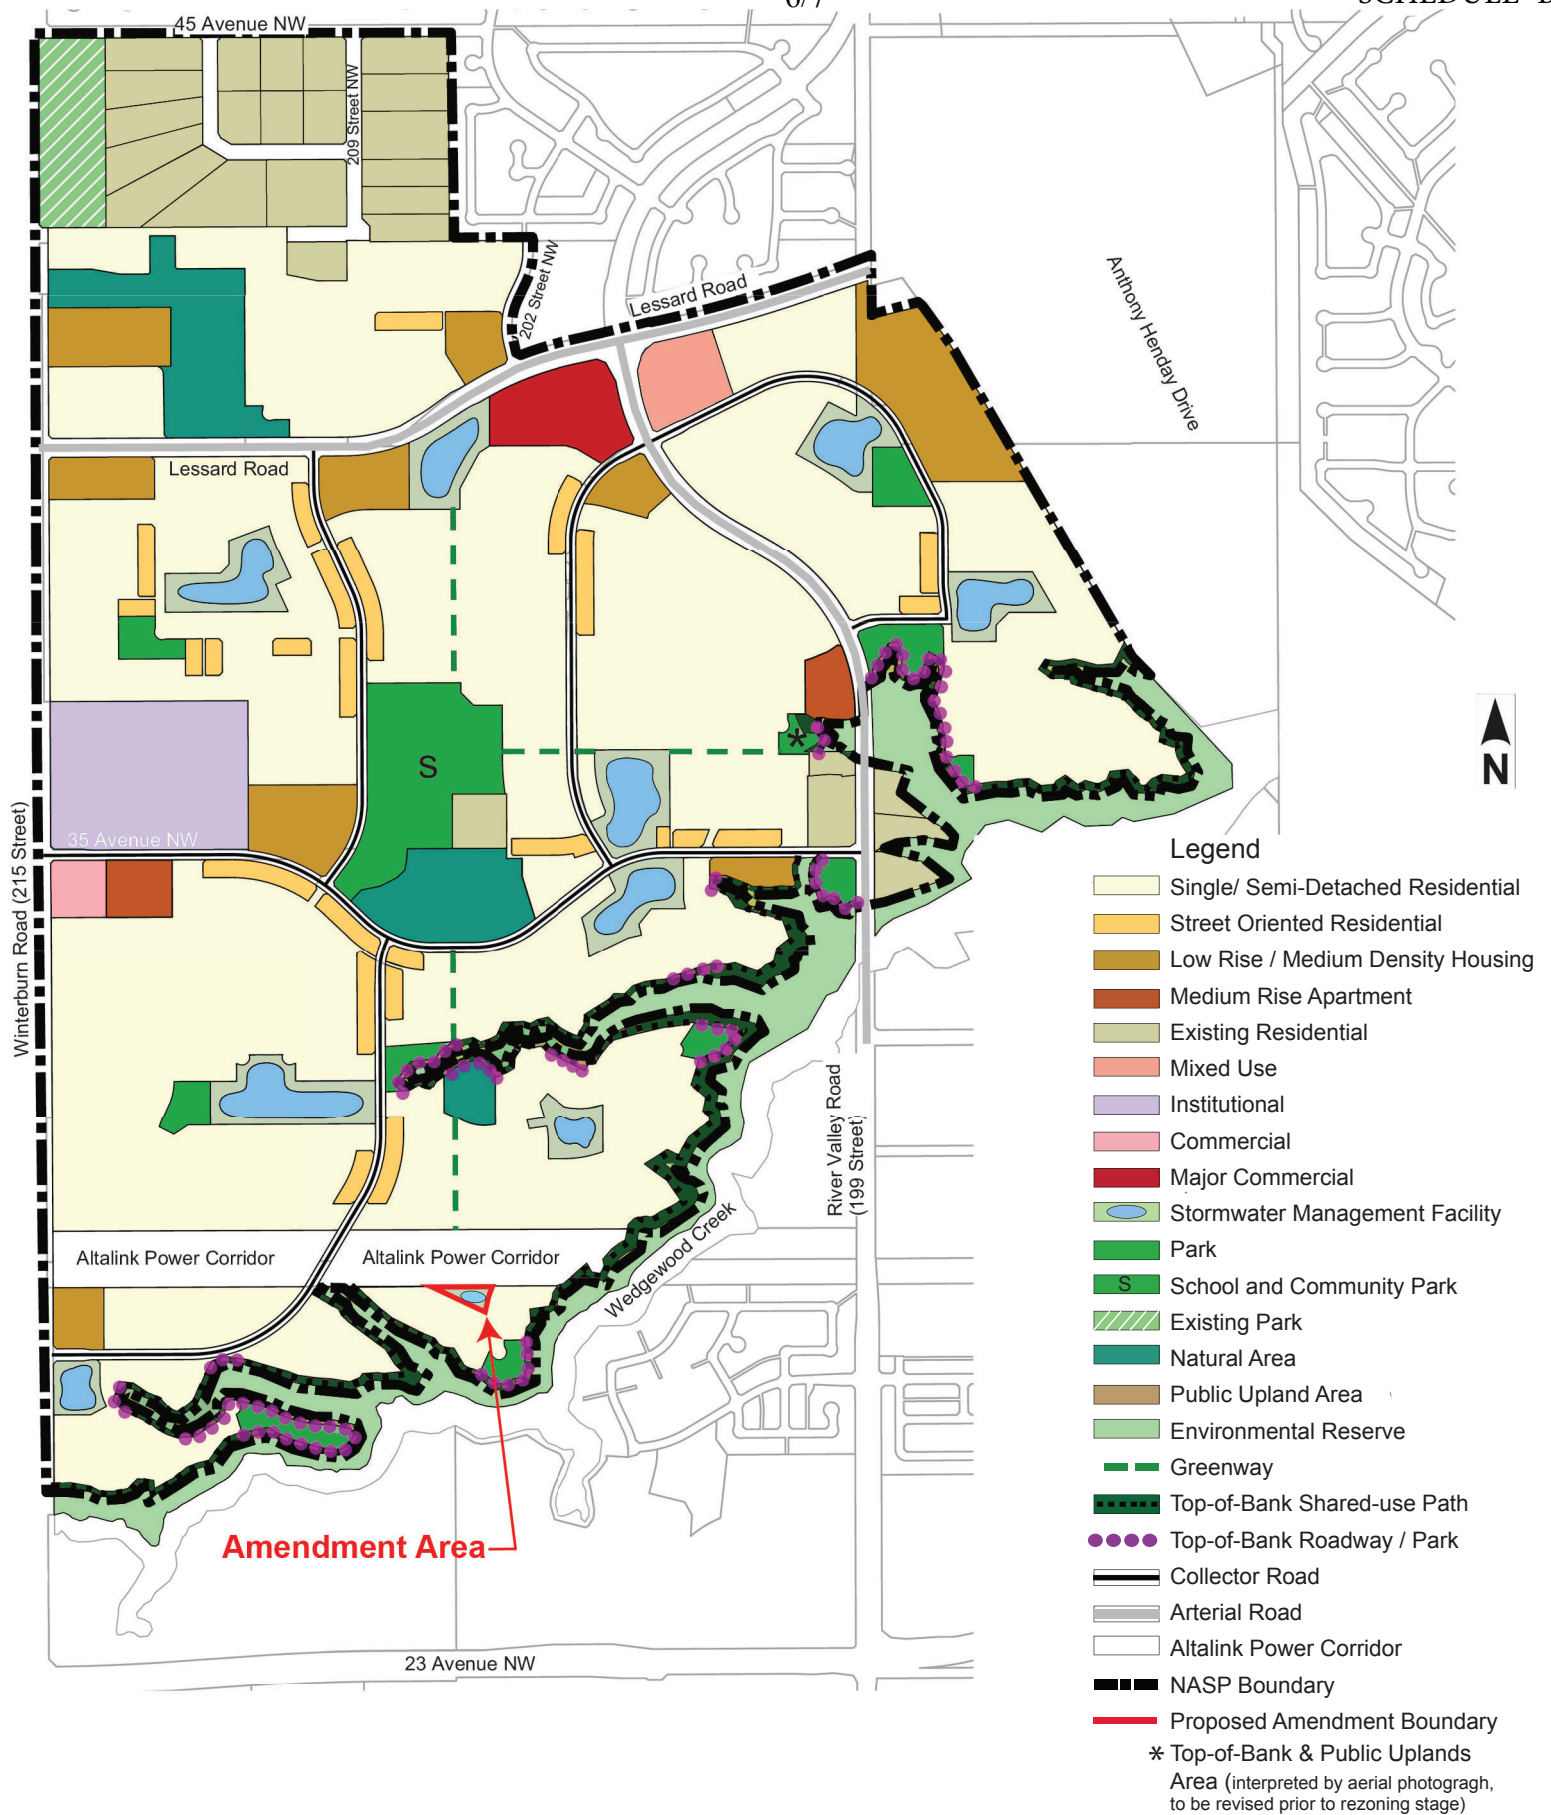 45 Avenue NW
209 Street NW
202 Street NW
Lessard Road
Anthony Henday Drive
Lessard Road
S
*
N
35 Avenue NW
Winterburn Road (215 Street)
River Valley Road
(199 Street)
Altalink Power Corridor
Altalink Power Corridor
Wedgewood Creek
Amendment Area
23 Avenue NW
Legend
Single/ Semi-Detached Residential
Street Oriented Residential
Low Rise / Medium Density Housing
Medium Rise Apartment
Existing Residential
Mixed Use
Institutional
Commercial
Major Commercial
Stormwater Management Facility
Park
S School and Community Park
Existing Park
Natural Area
Public Upland Area
Environmental Reserve
Greenway
Top-of-Bank Shared-use Path
Top-of-Bank Roadway / Park
Collector Road
Arterial Road
Altalink Power Corridor
NASP Boundary
Proposed Amendment Boundary
* Top-of-Bank & Public Uplands
Area (interpreted by aerial photogragh,
to be revised prior to rezoning stage)